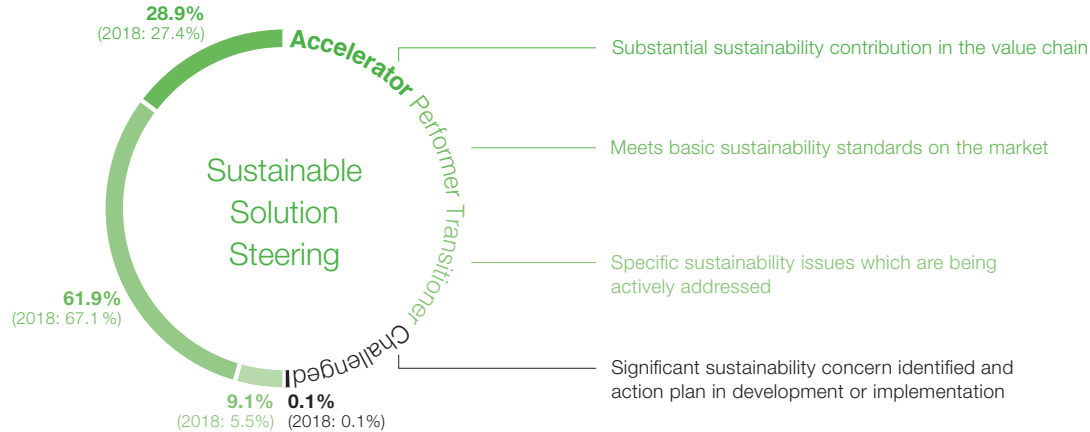 28.9%
(2018: 27.4%)
Accelerator
Substantial sustainability contribution in the value chain
Performer
Meets basic sustainability standards on the market
Sustainable
Solution
Steering
Transitioner
Specific sustainability issues which are being
actively addressed
61.9%
(2018: 67.1%)
Challenged
Significant sustainability concern identified and
action plan in development or implementation
9.1%
(2018: 5.5%)
0.1%
(2018: 0.1%)